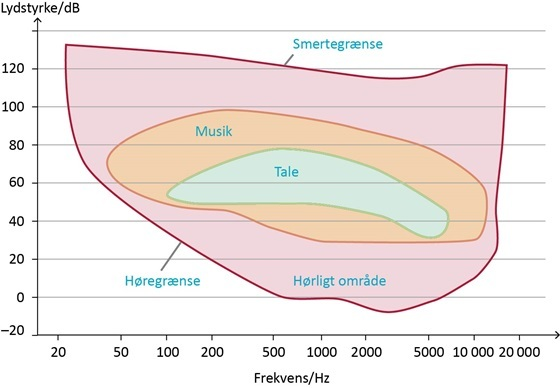 Lydstyrke/dB
Smertegrænse
120
100
Musik
80
Tale
60
40
20
Høregrænse
Hørligt område
0
–20
20 50 100 200 500 1000 2000 5000 10 000 20 000
Frekvens/Hz